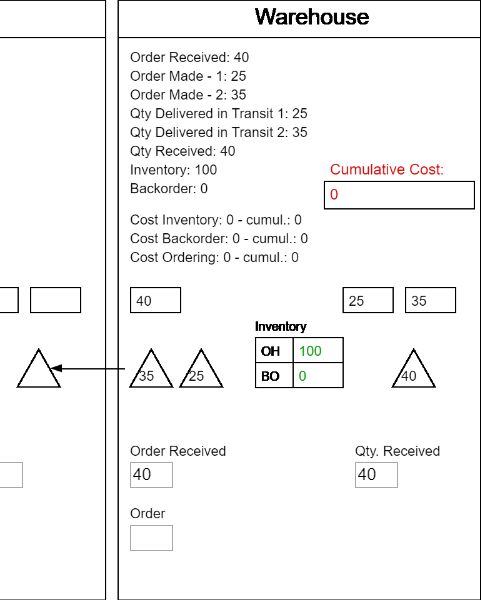 Warehouse
Order Received: 40
Order Made - 1: 25
Order Made - 2: 35
Qty Delivered in Transit 1: 25
Qty Delivered in Transit 2: 35
Qty Received: 40
Inventory: 100
Backorder: 0
Cumulative Cost:
0
Cost Inventory: 0 - cumul.: 0
Cost Backorder: 0 - cumul.: 0
Cost Ordering: 0 - cumul.: 0
40 25 35
Inventory
OH 100
BO 0
35 25 40
Order Received Qty. Received
40 40
Order